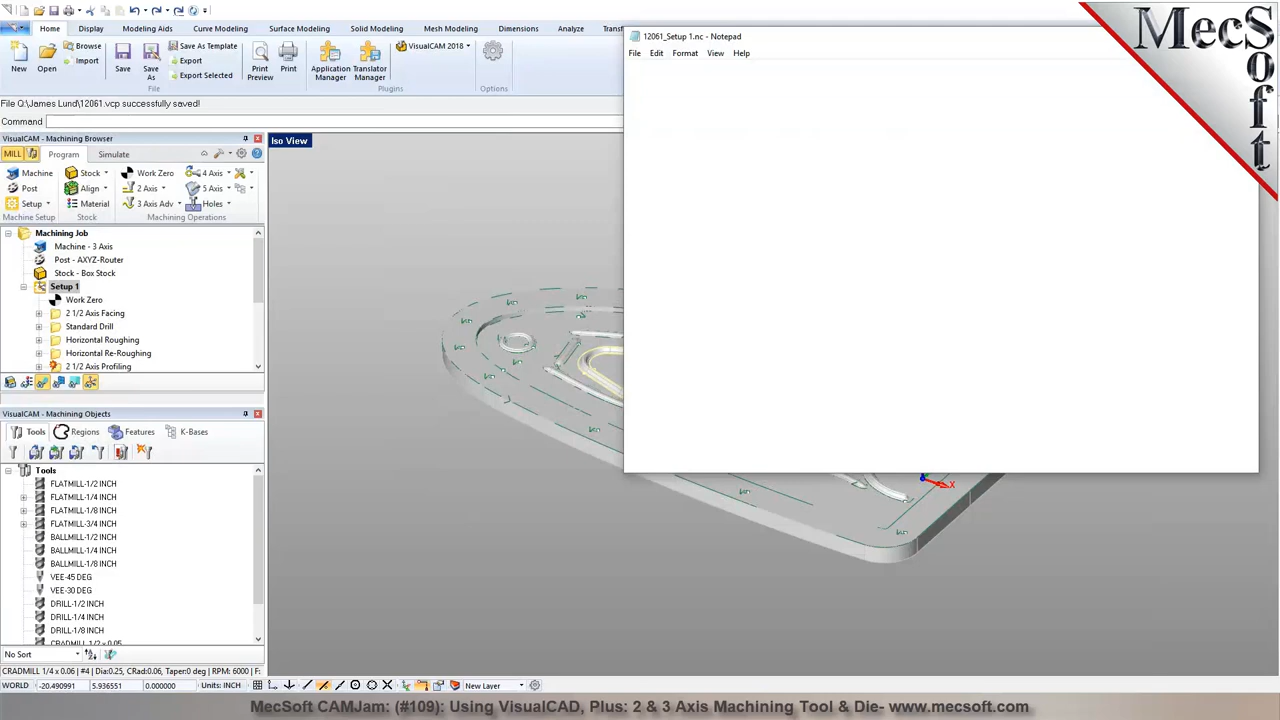 Home Display Modeling Aids Curve Modeling Surface Modeling Solid Modeling Mesh Modeling Dimensions Analyze Transf
12061_Setup 1.nc - Notepad
File Edit Format View Help
MecSoft
New Open Browse Import Save Save As Save As Template Export Export Selected Print Preview Print Application Manager Translator Manager VisualCAM 2018
File Plugins Options
File Q:\James Lund\12061.vcp successfully saved!
Command
VisualCAM - Machining Browser
Iso View
MILL Program Simulate
Machine Stock Work Zero 4 Axis
Post Align 2 Axis 5 Axis
Setup Material 3 Axis Adv Holes
Machine Setup Stock Machining Operations
Machining Job
Machine - 3 Axis
Post - AXYZ-Router
Stock - Box Stock
Setup 1
Work Zero
2 1/2 Axis Facing
Standard Drill
Horizontal Roughing
Horizontal Re-Roughing
2 1/2 Axis Profiling
VisualCAM - Machining Objects
Tools Regions Features K-Bases
Tools
FLATMILL-1/2 INCH
FLATMILL-1/4 INCH
FLATMILL-1/8 INCH
FLATMILL-3/4 INCH
BALLMILL-1/2 INCH
BALLMILL-1/4 INCH
BALLMILL-1/8 INCH
VEE-45 DEG
VEE-30 DEG
DRILL-1/2 INCH
DRILL-1/4 INCH
DRILL-1/8 INCH
CRADMILL 1/2 x 0.05
No Sort
CRADMILL 1/4 x 0.06 | #4 | Dia:0.25, CRad:0.06, Taper:0 deg | RPM: 6000 | F:
WORLD -20.490991 5.936551 0.000000 Units: INCH New Layer
X
MecSoft CAMJam: (#109): Using VisualCAD, Plus: 2 & 3 Axis Machining Tool & Die- www.mecsoft.com